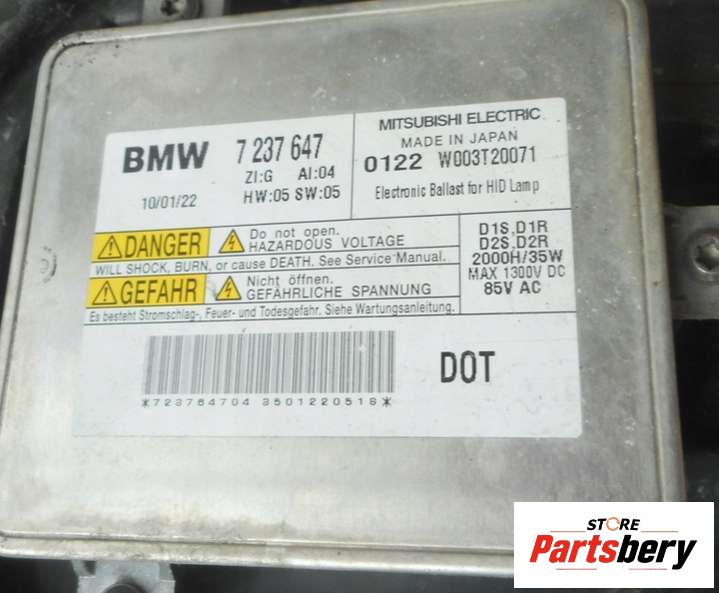 BMW 7 237 647
ZI:G AI:04
10/01/22 HW:05 SW:05
MITSUBISHI ELECTRIC
MADE IN JAPAN
0122 W003T20071
Electronic Ballast for HID Lamp
DANGER Do not open.
HAZARDOUS VOLTAGE
WILL SHOCK, BURN, or cause DEATH. See Service Manual.
GEFAHR Nicht öffnen.
GEFÄHRLICHE SPANNUNG
Es besteht Stromschlag-, Feuer- und Todesgefahr. Siehe Wartungsanleitung.
D1S,D1R
D2S,D2R
2000H/35W
MAX 1300V DC
85V AC
*723764704 3501220518*
DOT
STORE
Partsbery